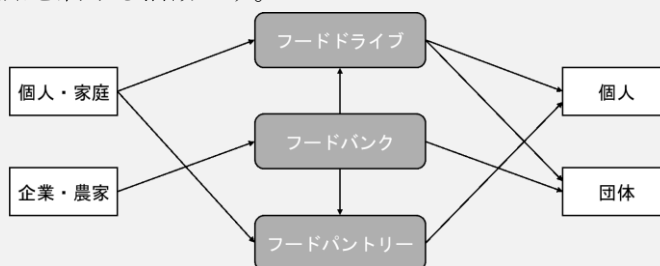 フードドライブ
個人・家庭
個人
フードバンク
企業・農家
団体
フードパントリー